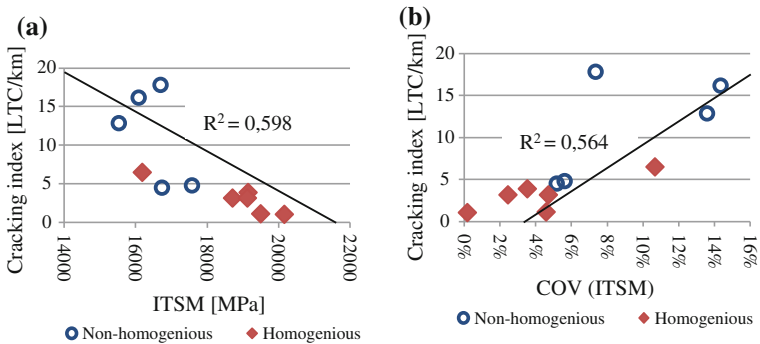 (a)
Cracking index [LTC/km]
20
15
10
5
0
R² = 0,598
14000 16000 18000 20000 22000
ITSM [MPa]
Non-homogenious Homogenious
(b)
Cracking index [LTC/km]
20
15
10
5
0
R² = 0,564
0% 2% 4% 6% 8% 10% 12% 14% 16%
COV (ITSM)
Non-homogenious Homogenious